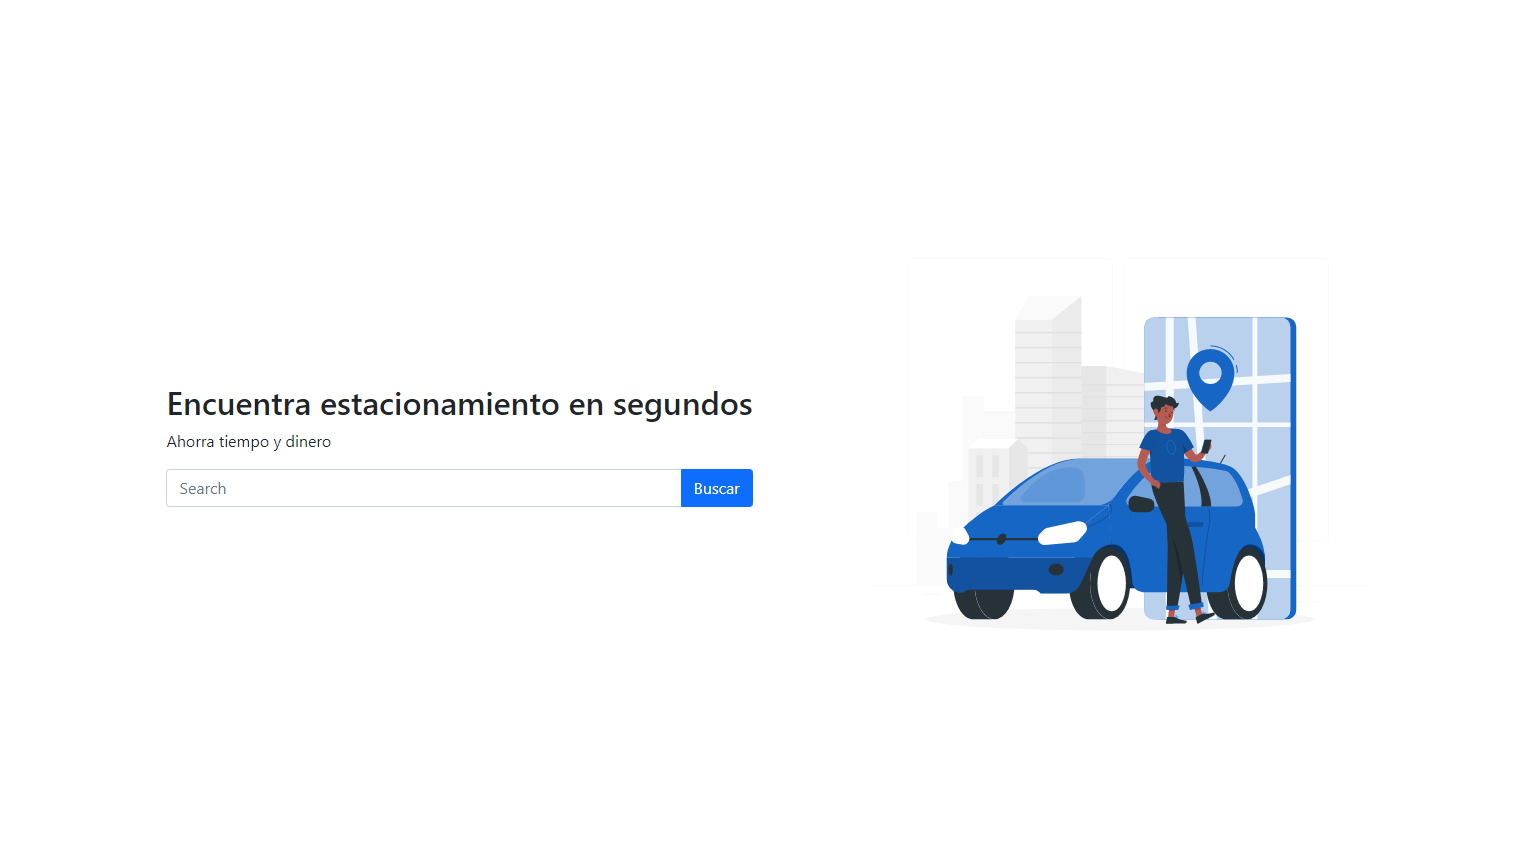 Encuentra estacionamiento en segundos
Ahorra tiempo y dinero
Search
Buscar